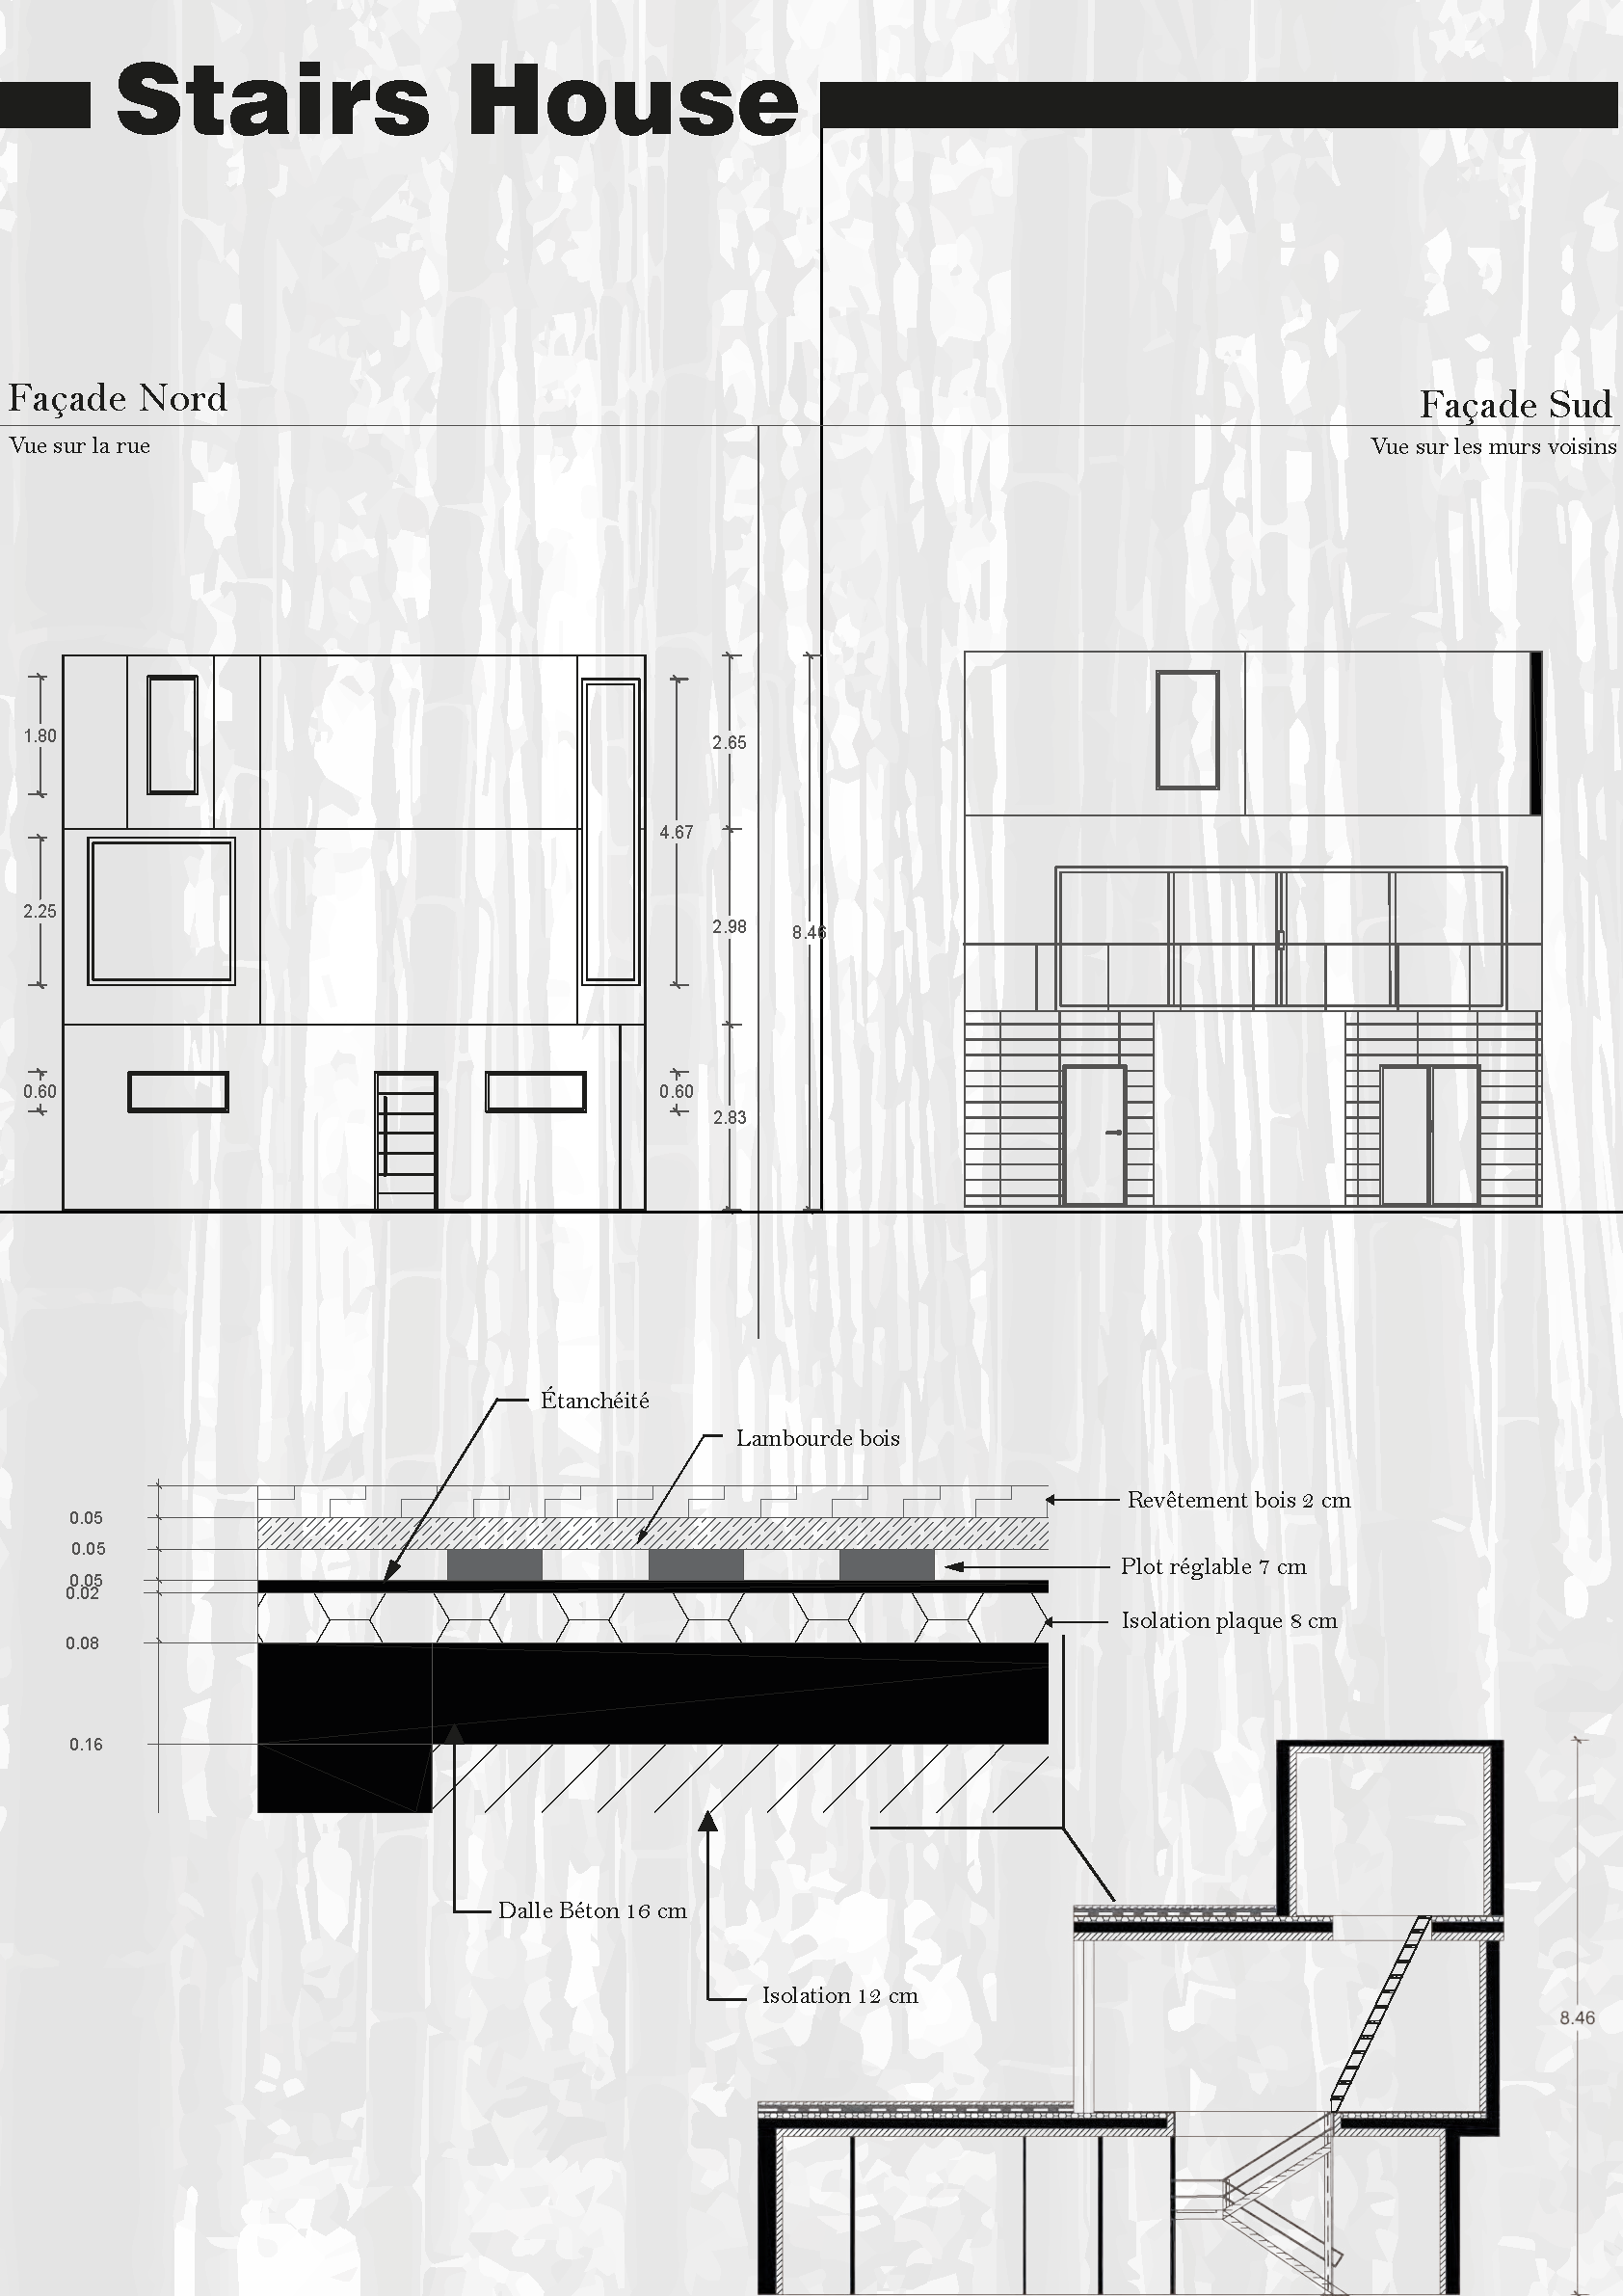 Stairs House
Façade Nord
Façade Sud
Vue sur la rue
Vue sur les murs voisins
1.80
2.65
4.67
2.25
2.98
8.46
0.60
0.60
2.83
Étanchéité
Lambourde bois
Revêtement bois 2 cm
0.05
0.05
Plot réglable 7 cm
0.05
0.02
Isolation plaque 8 cm
0.08
0.16
Dalle Béton 16 cm
Isolation 12 cm
8.46